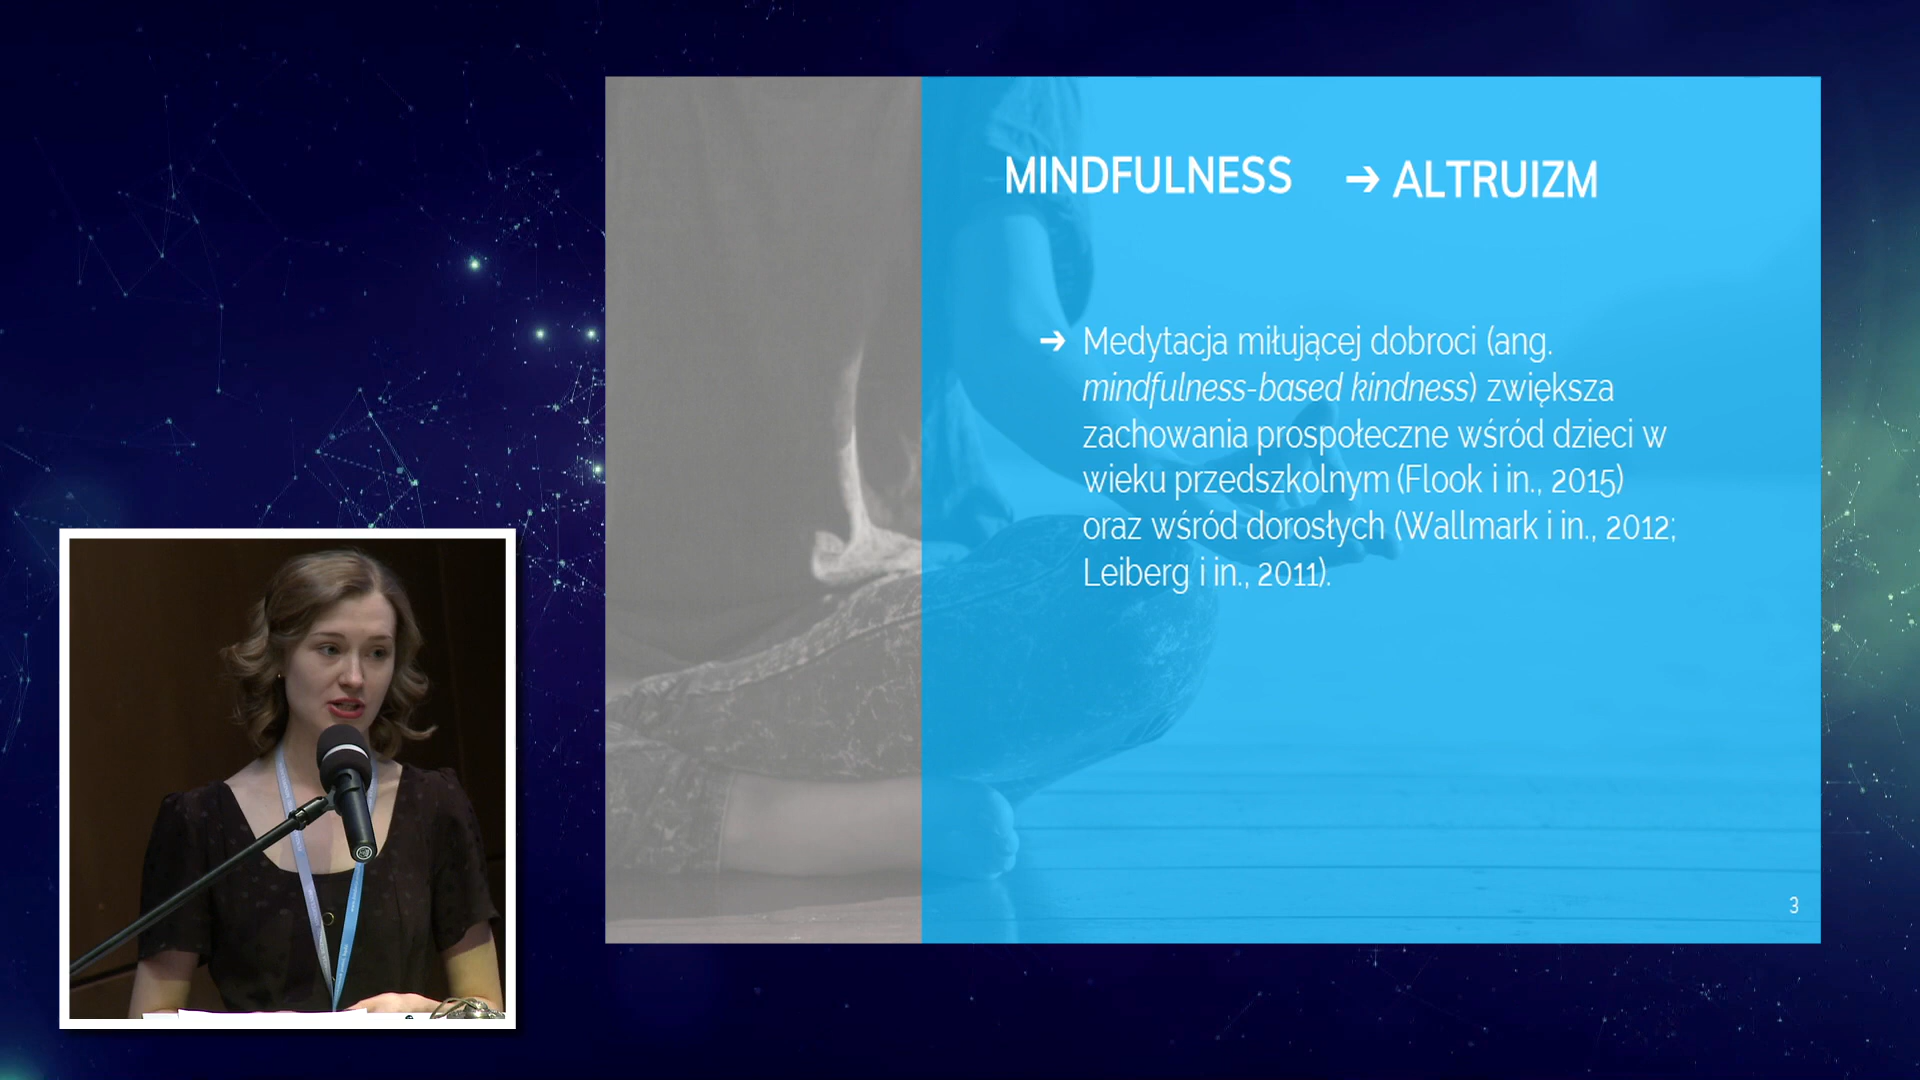 MINDFULNESS → ALTRUIZM
→ Medytacja miłującej dobroci (ang.
mindfulness-based kindness) zwiększa
zachowania prospołeczne wśród dzieci w
wieku przedszkolnym (Flook i in., 2015)
oraz wśród dorosłych (Wallmark i in., 2012;
Leiberg i in., 2011).
3